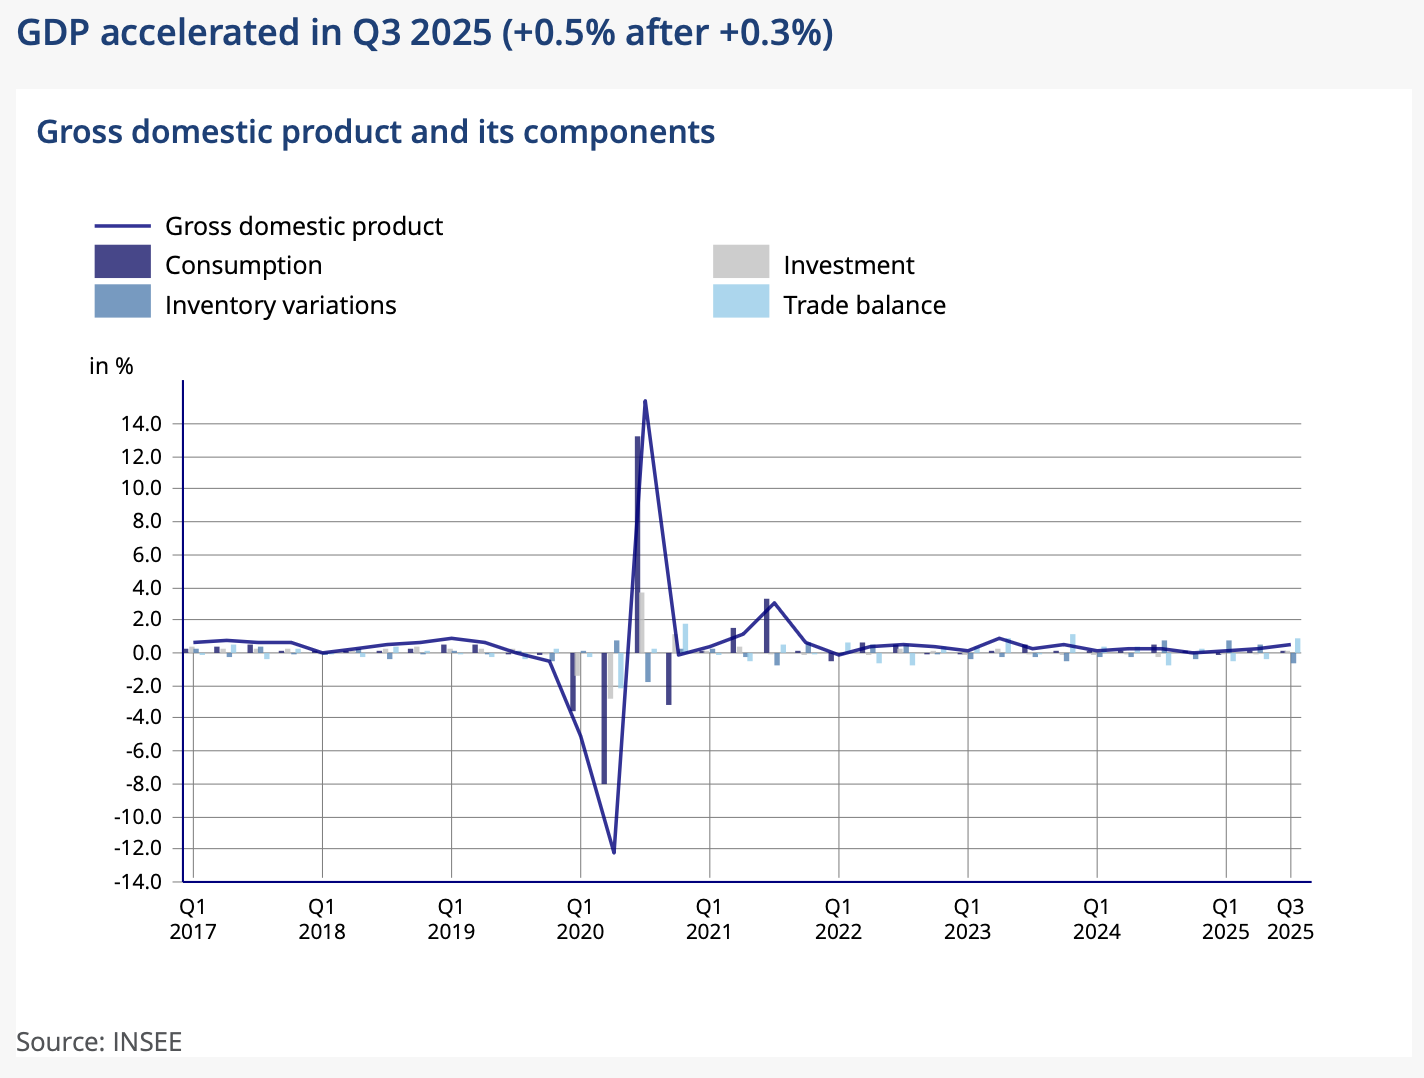 GDP accelerated in Q3 2025 (+0.5% after +0.3%)
Gross domestic product and its components
Gross domestic product
Consumption
Investment
Inventory variations
Trade balance
in %
14.0
12.0
10.0
8.0
6.0
4.0
2.0
0.0
-2.0
-4.0
-6.0
-8.0
-10.0
-12.0
-14.0
Q1 Q1 Q1 Q1 Q1 Q1 Q1 Q1 Q1 Q3
2017 2018 2019 2020 2021 2022 2023 2024 2025 2025
Source: INSEE